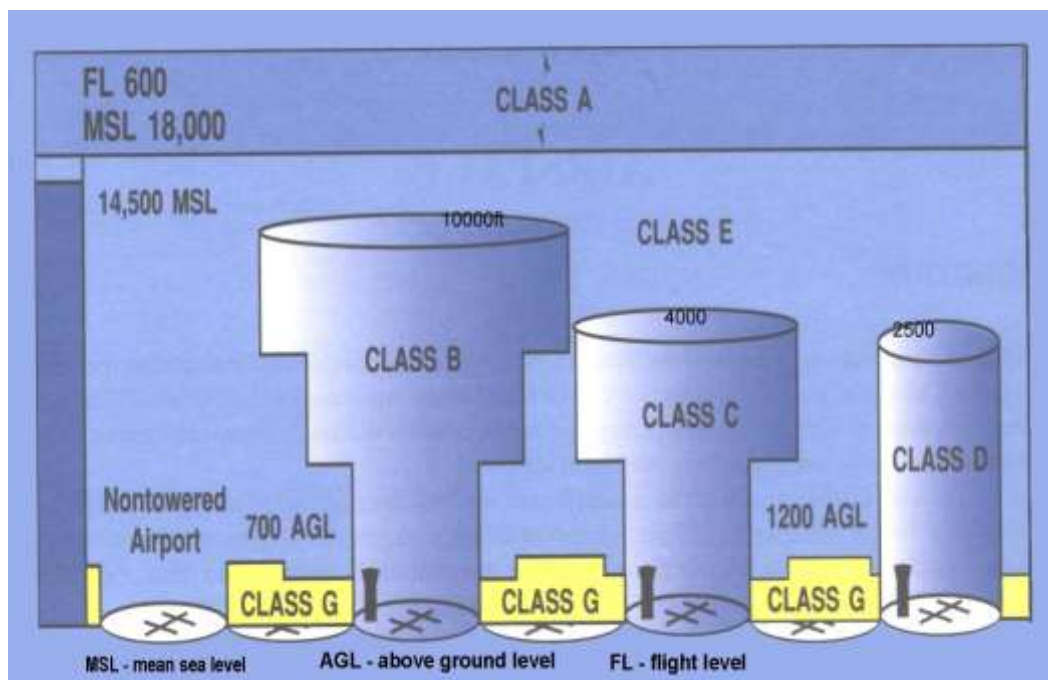 FL 600
MSL 18,000
CLASS A
14,500 MSL
10000ft
CLASS E
4000
2500
CLASS B
CLASS C
CLASS D
Nontowered
Airport
700 AGL
1200 AGL
CLASS G
CLASS G
CLASS G
MSL - mean sea level
AGL - above ground level
FL - flight level